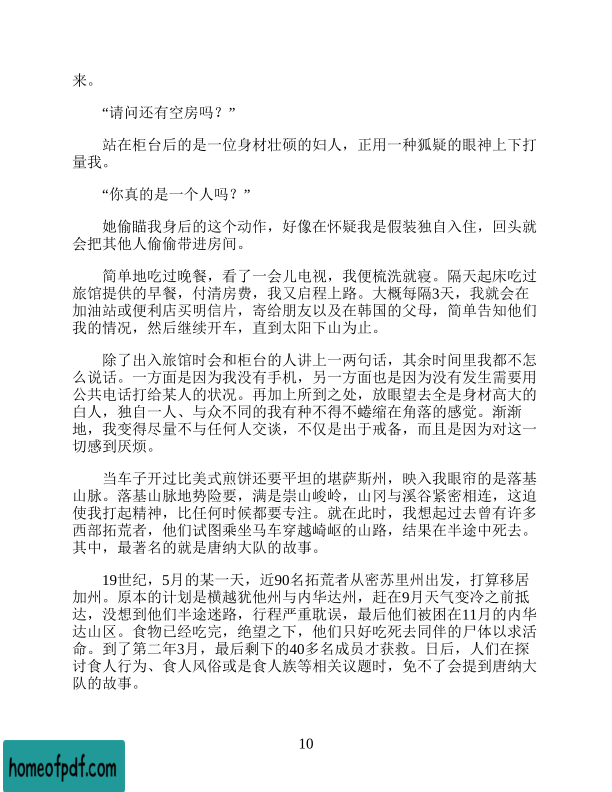 来。
“请问还有空房吗？”
站在柜台后的是一位身材壮硕的妇人，正用一种狐疑的眼神上下打
量我。
“你真的是一个人吗？”
她偷瞄我身后的这个动作，好像在怀疑我是假装独自入住，回头就
会把其他人偷偷带进房间。
简单地吃过晚餐，看了一会儿电视，我便梳洗就寝。隔天起床吃过
旅馆提供的早餐，付清房费，我又启程上路。大概每隔3天，我就会在
加油站或便利店买明信片，寄给朋友以及在韩国的父母，简单告知他们
我的情况，然后继续开车，直到太阳下山为止。
除了出入旅馆时会和柜台的人讲上一两句话，其余时间里我都不怎
么说话。一方面是因为我没有手机，另一方面也是因为没有发生需要用
公共电话打给某人的状况。再加上所到之处，放眼望去全是身材高大的
白人，独自一人、与众不同的我有种不得不蜷缩在角落的感觉。渐渐
地，我变得尽量不与任何人交谈，不仅是出于戒备，而且是因为对这一
切感到厌烦。
当车子开过比美式煎饼还要平坦的堪萨斯州，映入我眼帘的是落基
山脉。落基山脉地势险要，满是崇山峻岭，山冈与溪谷紧密相连，这迫
使我打起精神，比任何时候都要专注。就在此时，我想起过去曾有许多
西部拓荒者，他们试图乘坐马车穿越崎岖的山路，结果在半途中死去。
其中，最著名的就是唐纳大队的故事。
19世纪，5月的某一天，近90名拓荒者从密苏里州出发，打算移居
加州。原本的计划是横越犹他州与内华达州，赶在9月天气变冷之前抵
达，没想到他们半途迷路，行程严重耽误，最后他们被困在11月的内华
达山区。食物已经吃完，绝望之下，他们只好吃死去同伴的尸体以求活
命。到了第二年3月，最后剩下的40多名成员才获救。日后，人们在探
讨食人行为、食人风俗或是食人族等相关议题时，免不了会提到唐纳大
队的故事。
10
homeofpdf.com